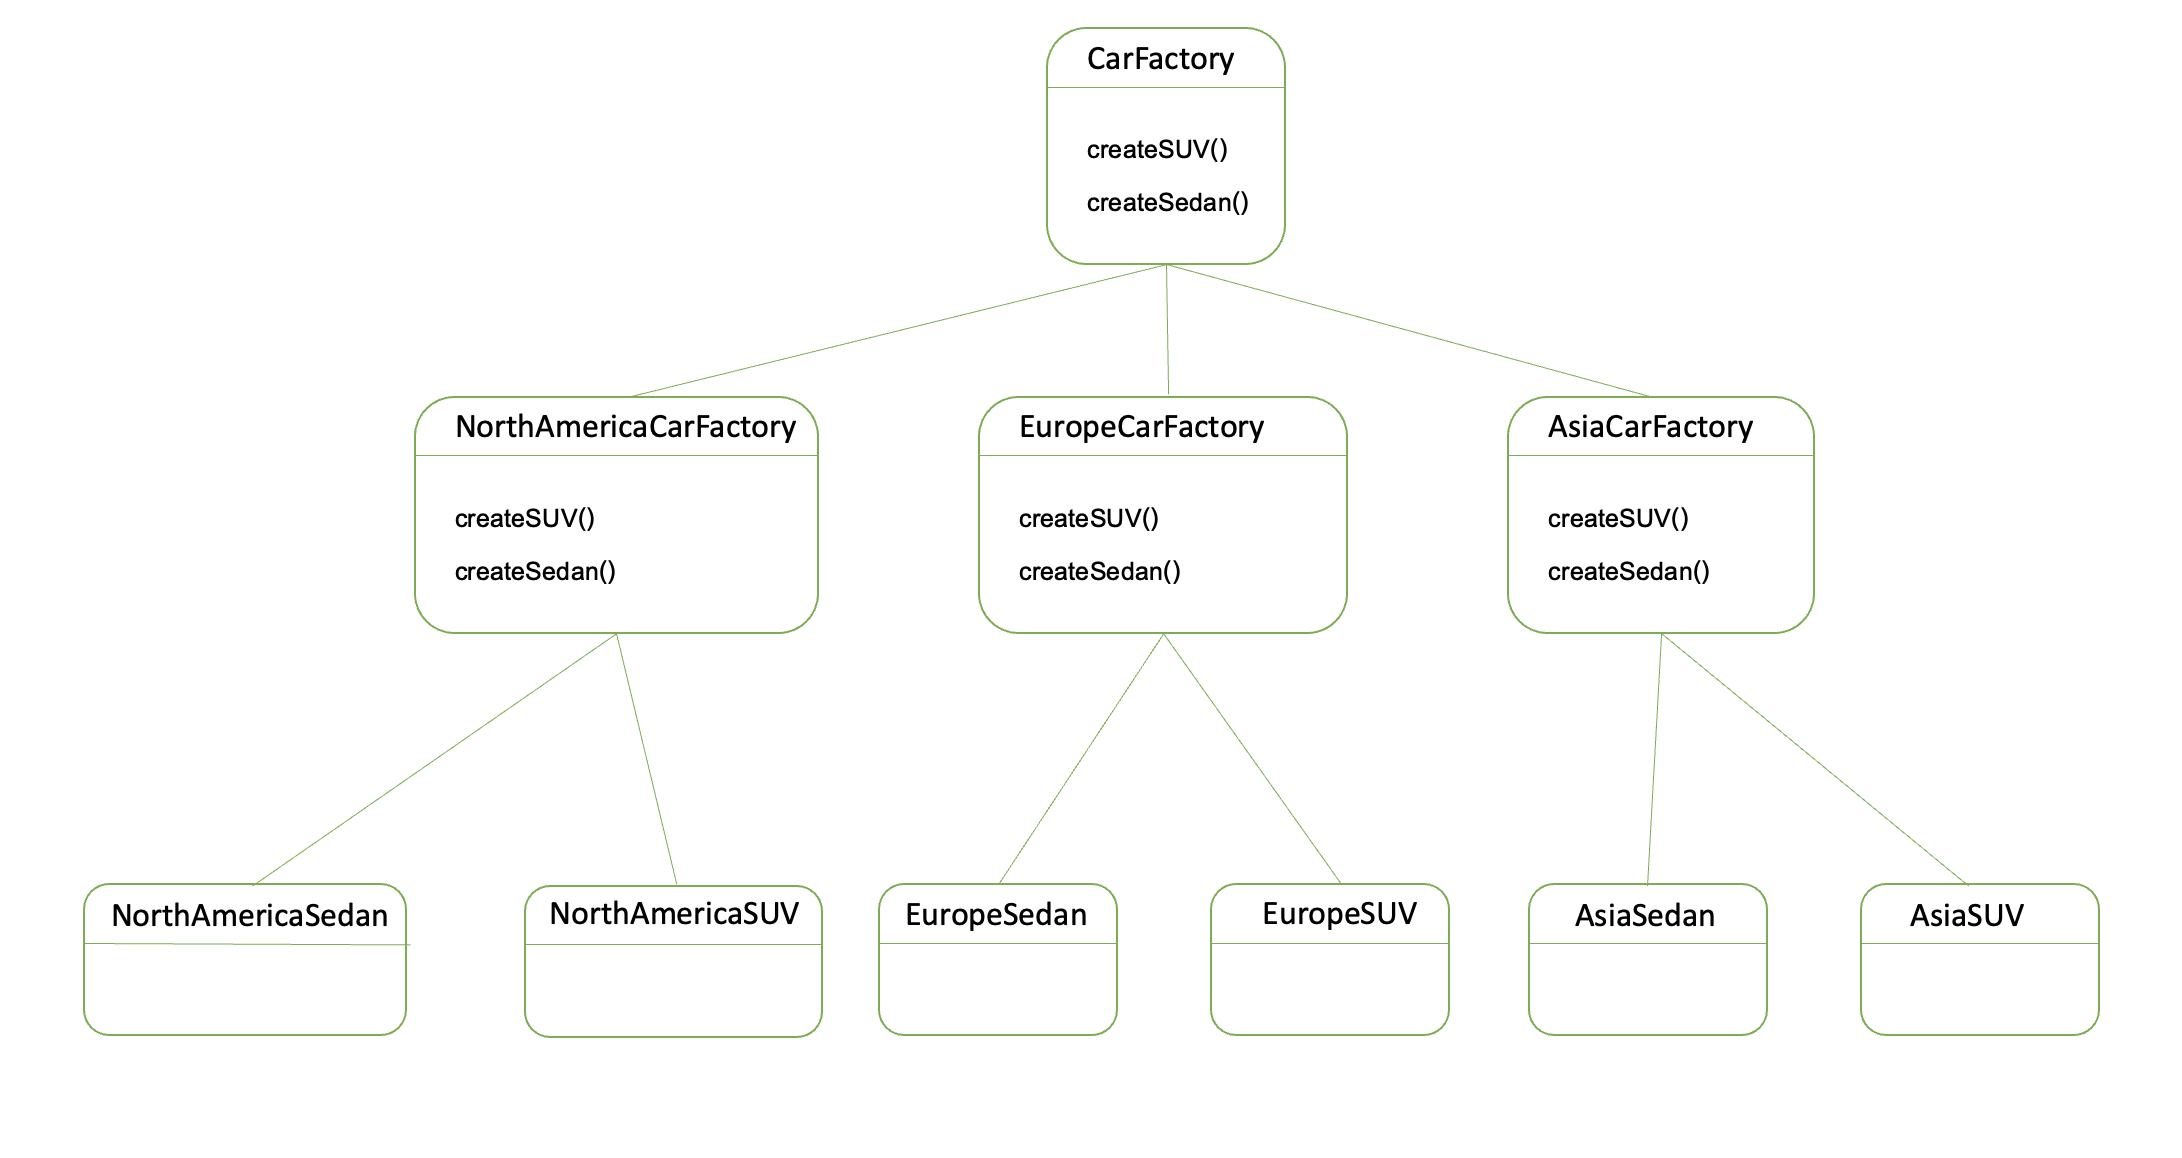 CarFactory
createSUV()
createSedan()
NorthAmericaCarFactory
createSUV()
createSedan()
EuropeCarFactory
createSUV()
createSedan()
AsiaCarFactory
createSUV()
createSedan()
NorthAmericaSedan
NorthAmericaSUV
EuropeSedan
EuropeSUV
AsiaSedan
AsiaSUV